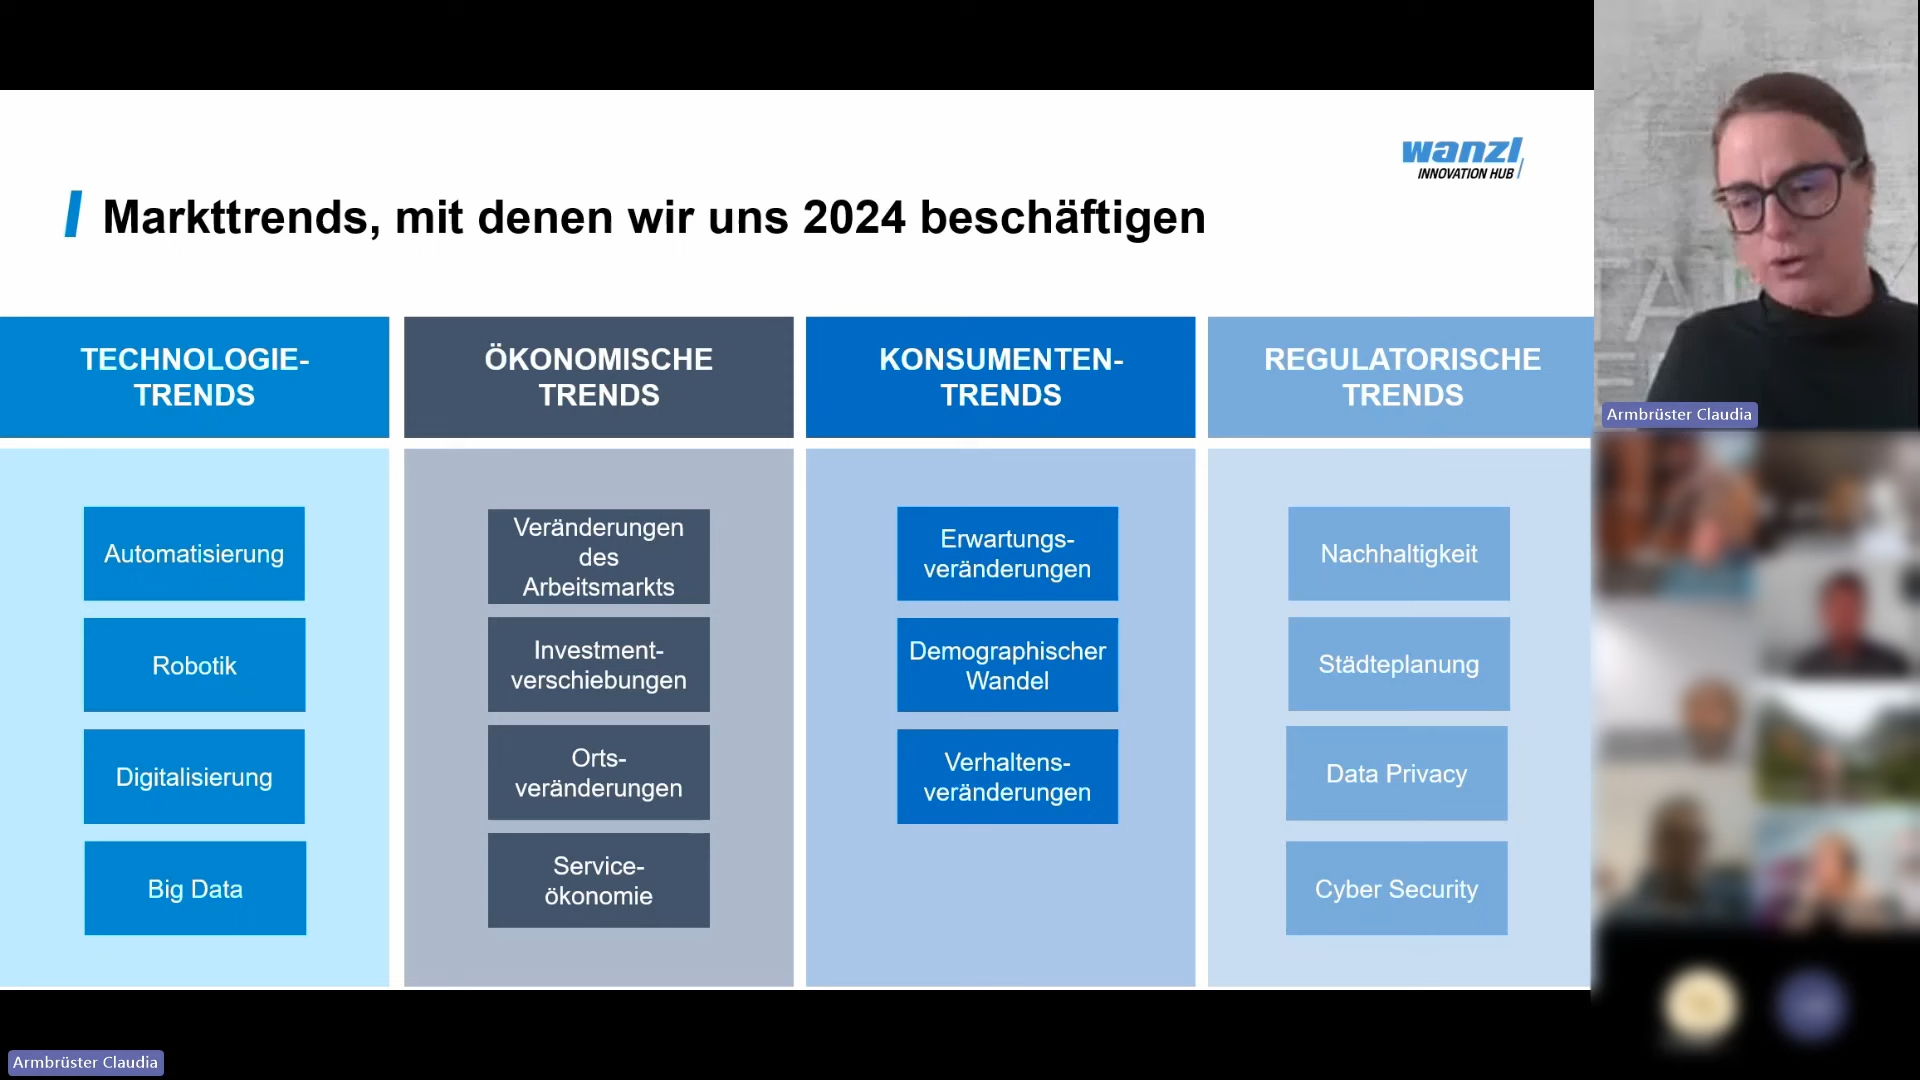 wanzl
INNOVATION HUB
Markttrends, mit denen wir uns 2024 beschäftigen
TECHNOLOGIE-
TRENDS
Automatisierung
Robotik
Digitalisierung
Big Data
ÖKONOMISCHE
TRENDS
Veränderungen
des
Arbeitsmarkts
Investment-
verschiebungen
Orts-
veränderungen
Service-
ökonomie
KONSUMENTEN-
TRENDS
Erwartungs-
veränderungen
Demographischer
Wandel
Verhaltens-
veränderungen
REGULATORISCHE
TRENDS
Nachhaltigkeit
Städteplanung
Data Privacy
Cyber Security
Armbrüster Claudia
Armbrüster Claudia